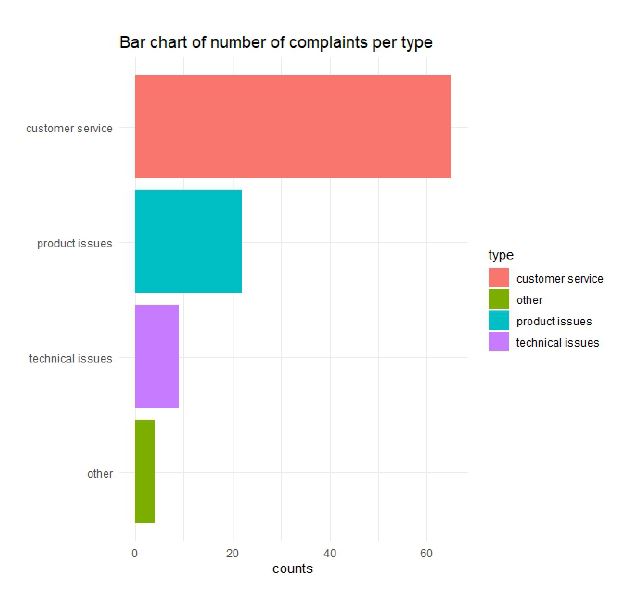 Bar chart of number of complaints per type
customer service
product issues
technical issues
other
0 20 40 60
counts
type
customer service
other
product issues
technical issues